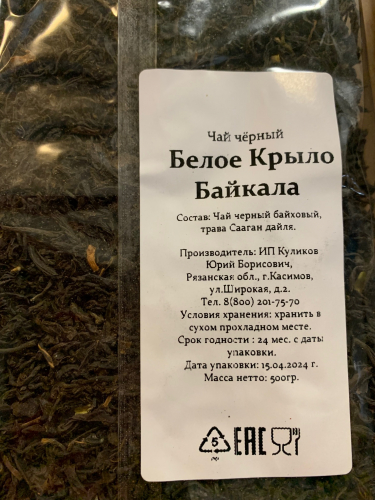 Чай чёрный
Белое Крыло
Байкала
Состав: Чай черный байховый,
трава Сааган дайля.
Производитель: ИП Куликов
Юрий Борисович,
Рязанская обл., г.Касимов,
ул.Широкая, д.2.
Тел. 8(800) 201-75-70
Условия хранения: хранить в
сухом прохладном месте.
Срок годности : 24 мес. с даты
упаковки.
Дата упаковки: 15.04.2024 г.
Масса нетто: 500гр.
5 EAC